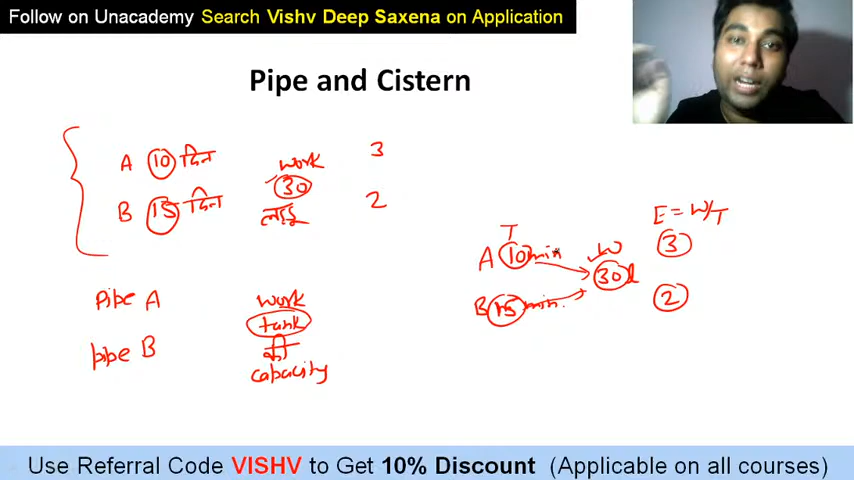 Follow on Unacademy Search Vishv Deep Saxena on Application
Pipe and Cistern
A 10 दिन
B 15 दिन
work
30
लड्डू
3
2
Pipe A
pipe B
work
tank
की
capacity
T
A 10 min
B 15 min.
W
30 l
E = W/T
3
2
Use Referral Code VISHV to Get 10% Discount (Applicable on all courses)